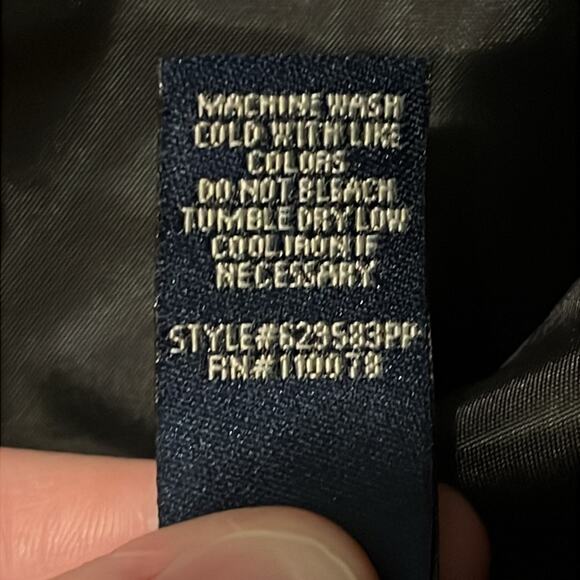 MACHINE WASH
COLD WITH LIKE
COLORS
DO NOT BLEACH
TUMBLE DRY LOW
COOL IRON IF
NECESSARY
STYLE#623583PP
RN#110078